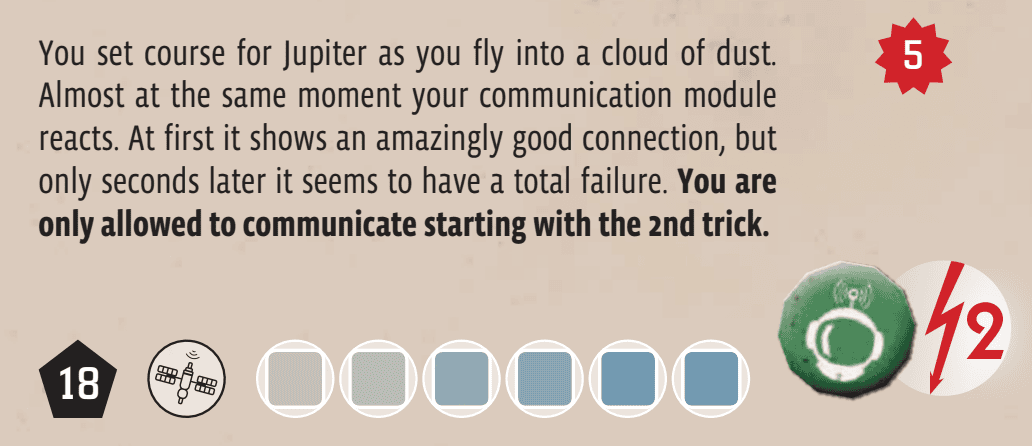 You set course for Jupiter as you fly into a cloud of dust.
Almost at the same moment your communication module
reacts. At first it shows an amazingly good connection, but
only seconds later it seems to have a total failure. You are
only allowed to communicate starting with the 2nd trick.
5
18
2